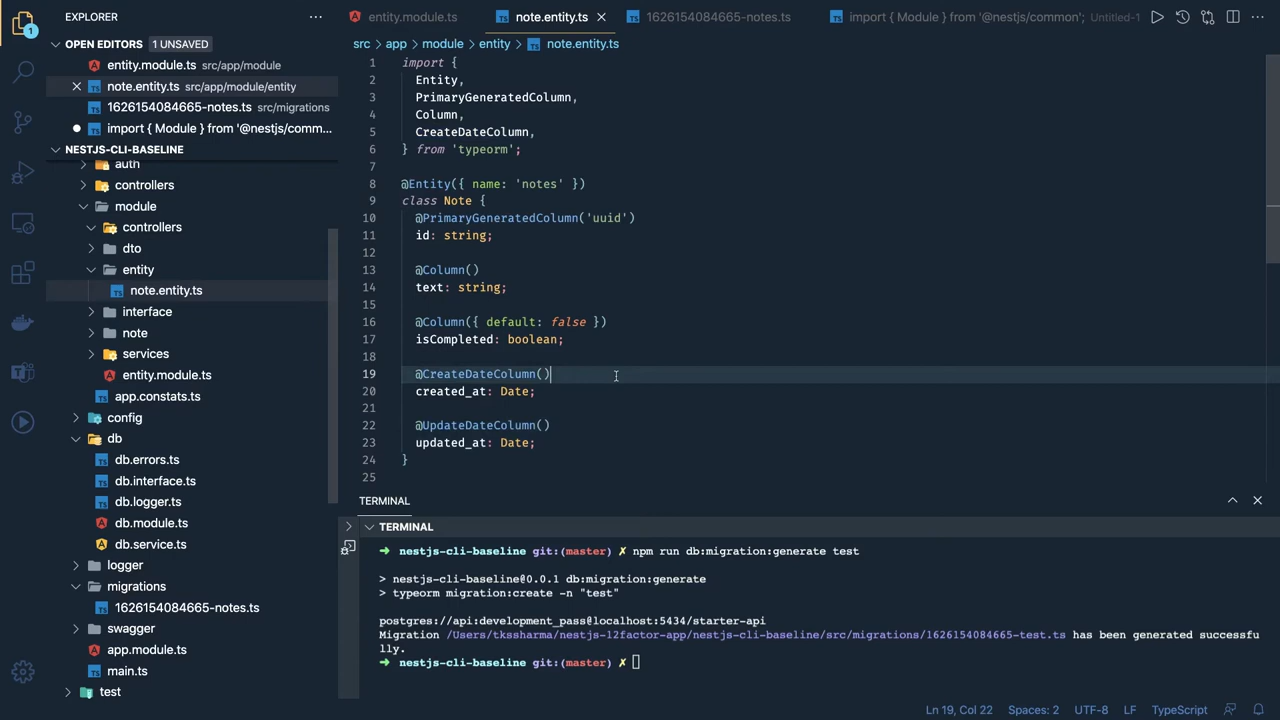 EXPLORER
OPEN EDITORS 1 UNSAVED
entity.module.ts src/app/module
note.entity.ts src/app/module/entity
1626154084665-notes.ts src/migrations
import { Module } from '@nestjs/comm...
NESTJS-CLI-BASELINE
auth
controllers
module
controllers
dto
entity
note.entity.ts
interface
note
services
entity.module.ts
app.constats.ts
config
db
db.errors.ts
db.interface.ts
db.logger.ts
db.module.ts
db.service.ts
logger
migrations
1626154084665-notes.ts
swagger
app.module.ts
main.ts
test
1
entity.module.ts note.entity.ts 1626154084665-notes.ts import { Module } from '@nestjs/common'; Untitled-1
src app module entity note.entity.ts
1 import {
2 Entity,
3 PrimaryGeneratedColumn,
4 Column,
5 CreateDateColumn,
6 } from 'typeorm';
7
8 @Entity({ name: 'notes' })
9 class Note {
10 @PrimaryGeneratedColumn('uuid')
11 id: string;
12
13 @Column()
14 text: string;
15
16 @Column({ default: false })
17 isCompleted: boolean;
18
19 @CreateDateColumn()
20 created_at: Date;
21
22 @UpdateDateColumn()
23 updated_at: Date;
24 }
25
TERMINAL
TERMINAL
➜ nestjs-cli-baseline git:(master) ✗ npm run db:migration:generate test
> nestjs-cli-baseline@0.0.1 db:migration:generate
> typeorm migration:create -n "test"
postgres://api:development_pass@localhost:5434/starter-api
Migration /Users/tkssharma/nestjs-12factor-app/nestjs-cli-baseline/src/migrations/1626154084665-test.ts has been generated successfu
lly.
➜ nestjs-cli-baseline git:(master) ✗
Ln 19, Col 22 Spaces: 2 UTF-8 LF TypeScript